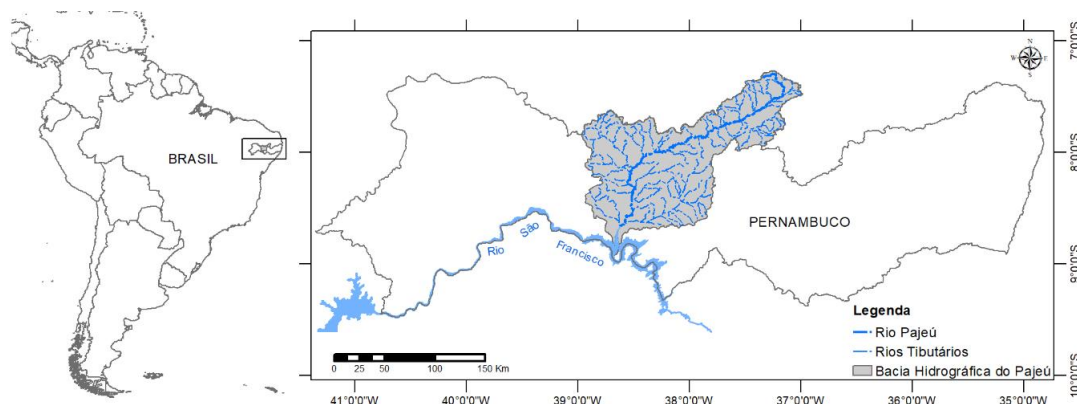 BRASIL
PERNAMBUCO
Rio
São
Francisco
N
W
E
S
7°0'0"S
8°0'0"S
9°0'0"S
10°0'0"S
Legenda
Rio Pajeú
Rios Tibutários
Bacia Hidrográfica do Pajeú
0 25 50 100 150 Km
41°0'0"W 40°0'0"W 39°0'0"W 38°0'0"W 37°0'0"W 36°0'0"W 35°0'0"W